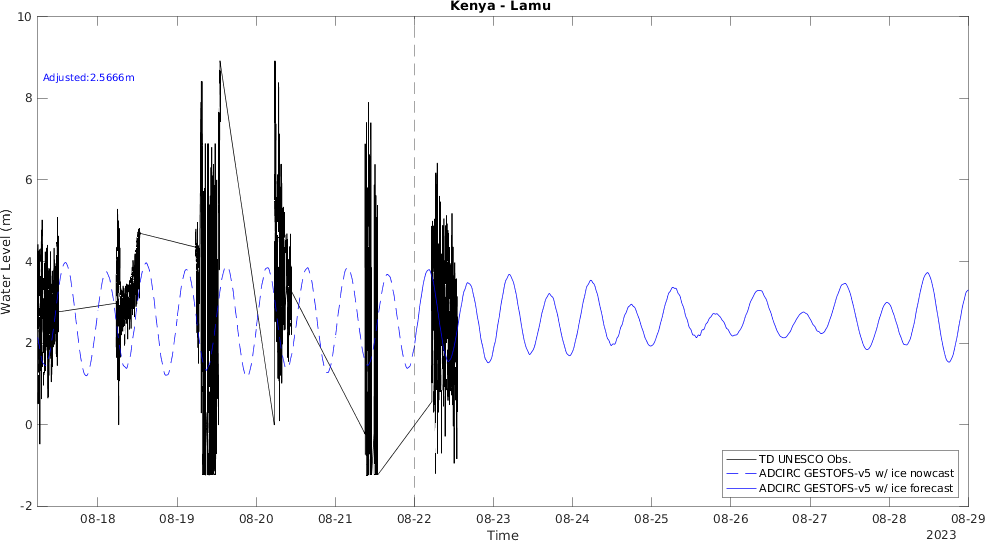 Kenya - Lamu
Adjusted:2.5666m
Water Level (m)
10
8
6
4
2
0
-2
TD UNESCO Obs.
ADCIRC GESTOFS-v5 w/ ice nowcast
ADCIRC GESTOFS-v5 w/ ice forecast
08-18 08-19 08-20 08-21 08-22 08-23 08-24 08-25 08-26 08-27 08-28 08-29
Time
2023